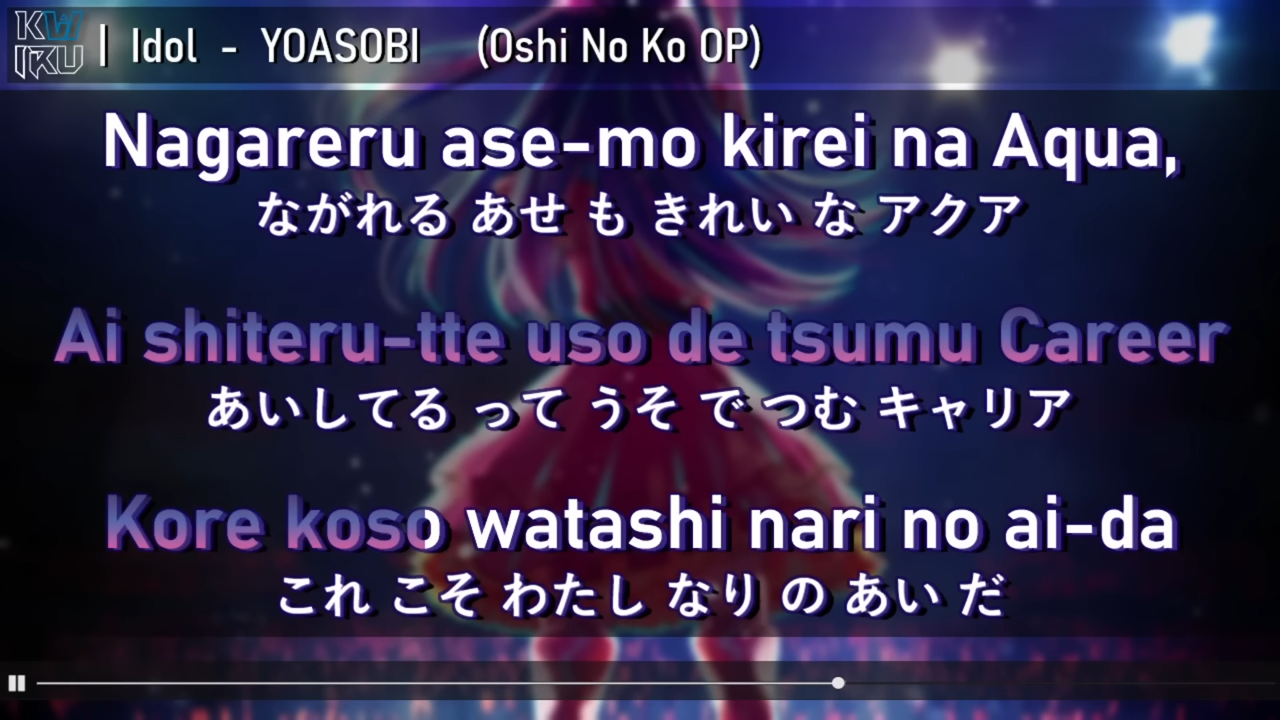 KW
IKU
| Idol - YOASOBI (Oshi No Ko OP)
Nagareru ase-mo kirei na Aqua,
ながれる あせ も きれい な アクア
Ai shiteru-tte uso de tsumu Career
あいしてる って うそ で つむ キャリア
Kore koso watashi nari no ai-da
これ こそ わたし なり の あい だ